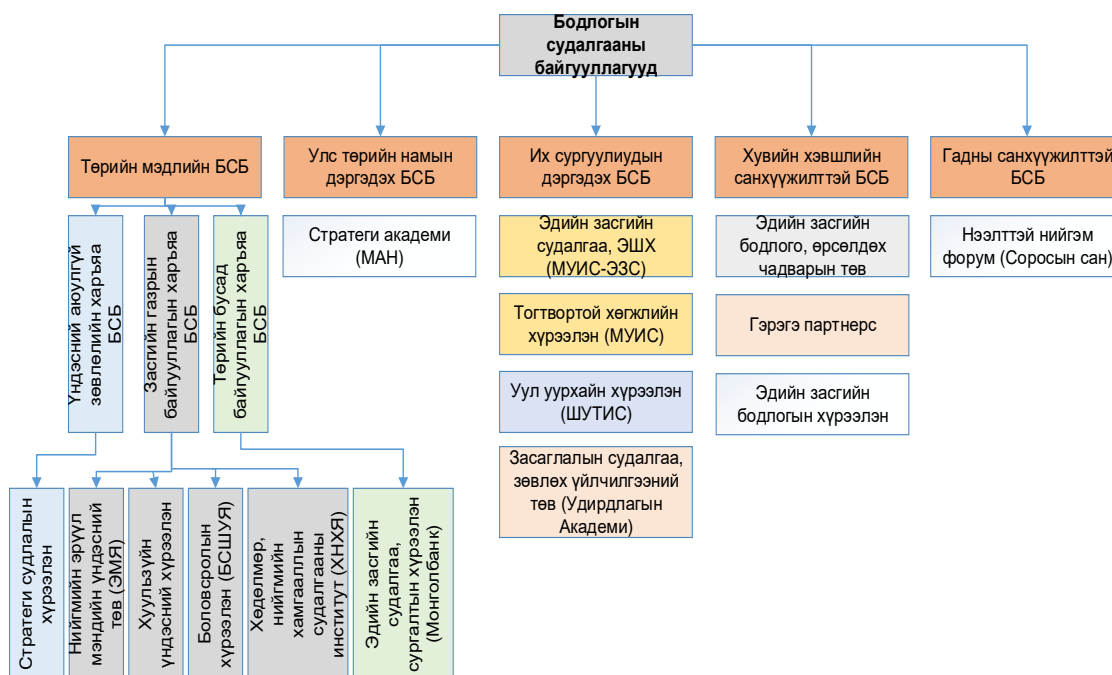 Бодлогын
судалгааны
байгууллагууд
Төрийн мэдлийн БСБ
Улс төрийн намын
дэргэдэх БСБ
Их сургуулиудын
дэргэдэх БСБ
Хувийн хэвшлийн
санхүүжилттэй БСБ
Гадны санхүүжилттэй
БСБ
Үндэсний аюулгүй
зөвлөлийн харъяа
БСБ
Засгийн газрын
байгууллагын харъяа
БСБ
Төрийн бусад
байгууллагын харъяа
БСБ
Стратеги академи
(МАН)
Эдийн засгийн
судалгаа, ЭШХ
(МУИС-ЭЗС)
Тогтвортой хөгжлийн
хүрээлэн (МУИС)
Уул уурхайн хүрээлэн
(ШУТИС)
Засаглалын судалгаа,
зөвлөх үйлчилгээний
төв (Удирдлагын
Академи)
Эдийн засгийн
бодлого, өрсөлдөх
чадварын төв
Гэрэгэ партнерс
Эдийн засгийн
бодлогын хүрээлэн
Нээлттэй нийгэм
форум (Соросын сан)
Стратеги судлалын
хүрээлэн
Нийгмийн эрүүл
мэндийн үндэсний
төв (ЭМЯ)
Хуульзүйн
үндэсний хүрээлэн
Боловсролын
хүрээлэн (БСШУЯ)
Хөдөлмөр,
нийгмийн
хамгааллын
судалгааны
институт (ХНХЯ)
Эдийн засгийн
судалгаа,
сургалтын хүрээлэн
(Монголбанк)